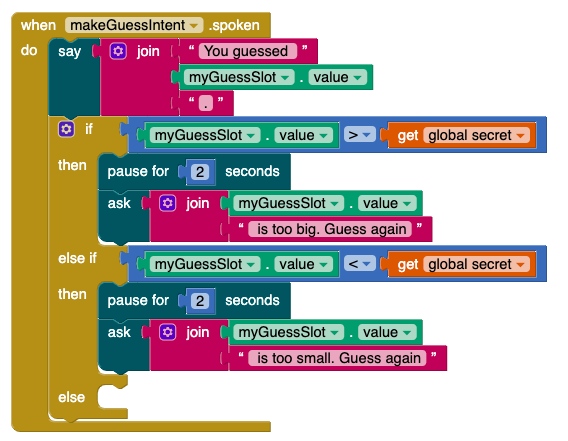 when makeGuessIntent .spoken
do say join " You guessed "
myGuessSlot . value
" . "
if myGuessSlot . value > get global secret
then pause for 2 seconds
ask join myGuessSlot . value
" is too big. Guess again "
else if myGuessSlot . value < get global secret
then pause for 2 seconds
ask join myGuessSlot . value
" is too small. Guess again "
else